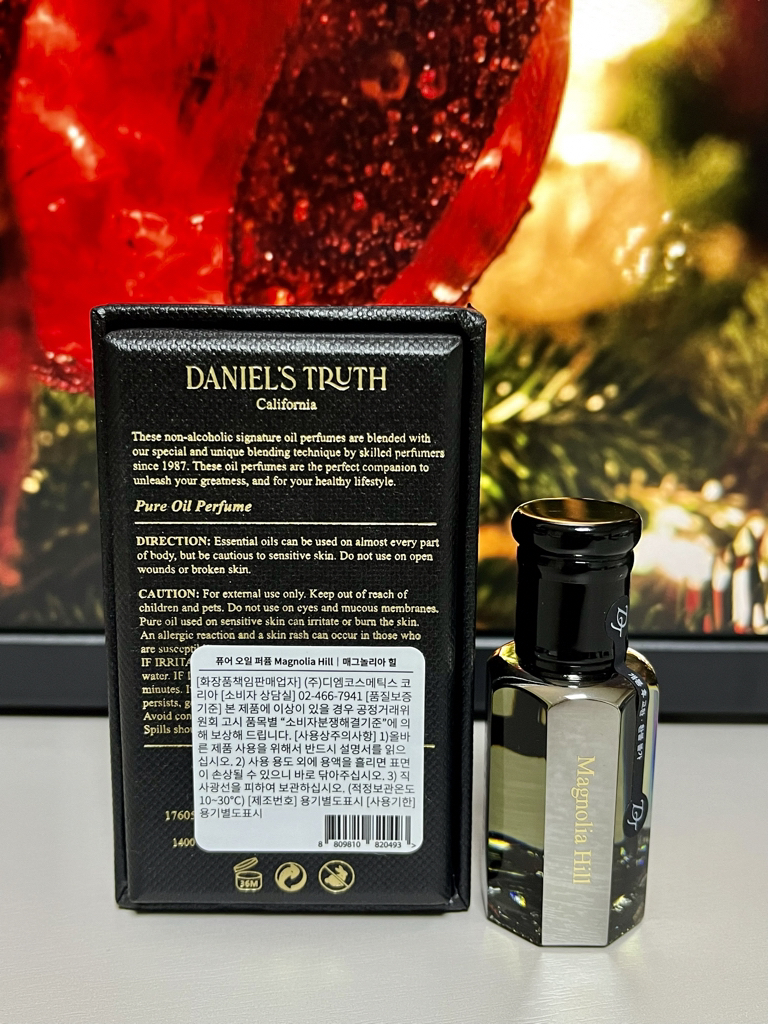 DANIEL'S TRUTH
California
These non-alcoholic signature oil perfumes are blended with
our special and unique blending technique by skilled perfumers
since 1987. These oil perfumes are the perfect companion to
unleash your greatness, and for your healthy lifestyle.
Pure Oil Perfume
DIRECTION: Essential oils can be used on almost every part
of body, but be cautious to sensitive skin. Do not use on open
wounds or broken skin.
CAUTION: For external use only. Keep out of reach of
children and pets. Do not use on eyes and mucous membranes.
Pure oil used on sensitive skin can irritate or burn the skin.
An allergic reaction and a skin rash can occur in those who
are
IF
water. IF
minutes.
persists,
Avoid
Spills
퓨어 오일 퍼퓸 Magnolia Hill | 매그놀리아 힐
[화장품책임판매업자] (주)디엠코스메틱스 코
리아 [소비자 상담실] 02-466-7941 [품질보증
기준] 본 제품에 이상이 있을 경우 공정거래위
원회 고시 품목별 “소비자분쟁해결기준”에 의
해 보상해 드립니다. [사용상주의사항] 1)올바
른 제품 사용을 위해서 반드시 설명서를 읽으
십시오. 2) 사용 용도 외에 용액을 흘리면 표면
이 손상될 수 있으니 바로 닦아주십시오. 3) 직
사광선을 피하여 보관하십시오. (적정보관온도
10~30℃) [제조번호] 용기별도표시 [사용기한]
용기별도표시
8 809810 820493 >
1400
36M
Magnolia Hill